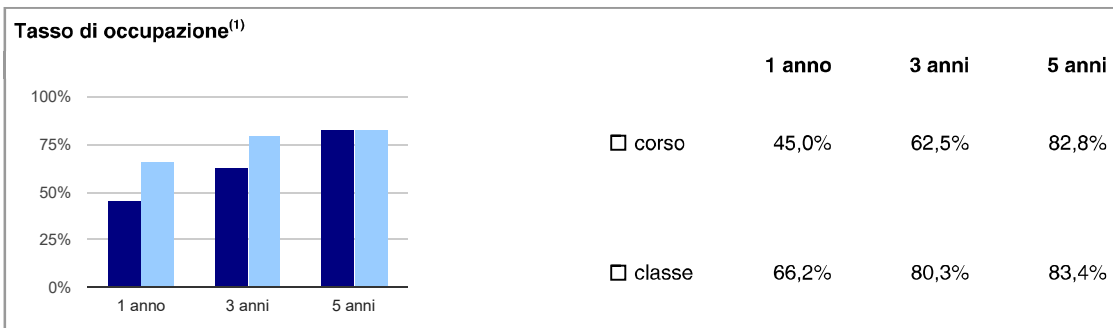 Tasso di occupazione(1)
1 anno 3 anni 5 anni
100%
75%
50%
25%
0%
1 anno 3 anni 5 anni
corso 45,0% 62,5% 82,8%
classe 66,2% 80,3% 83,4%